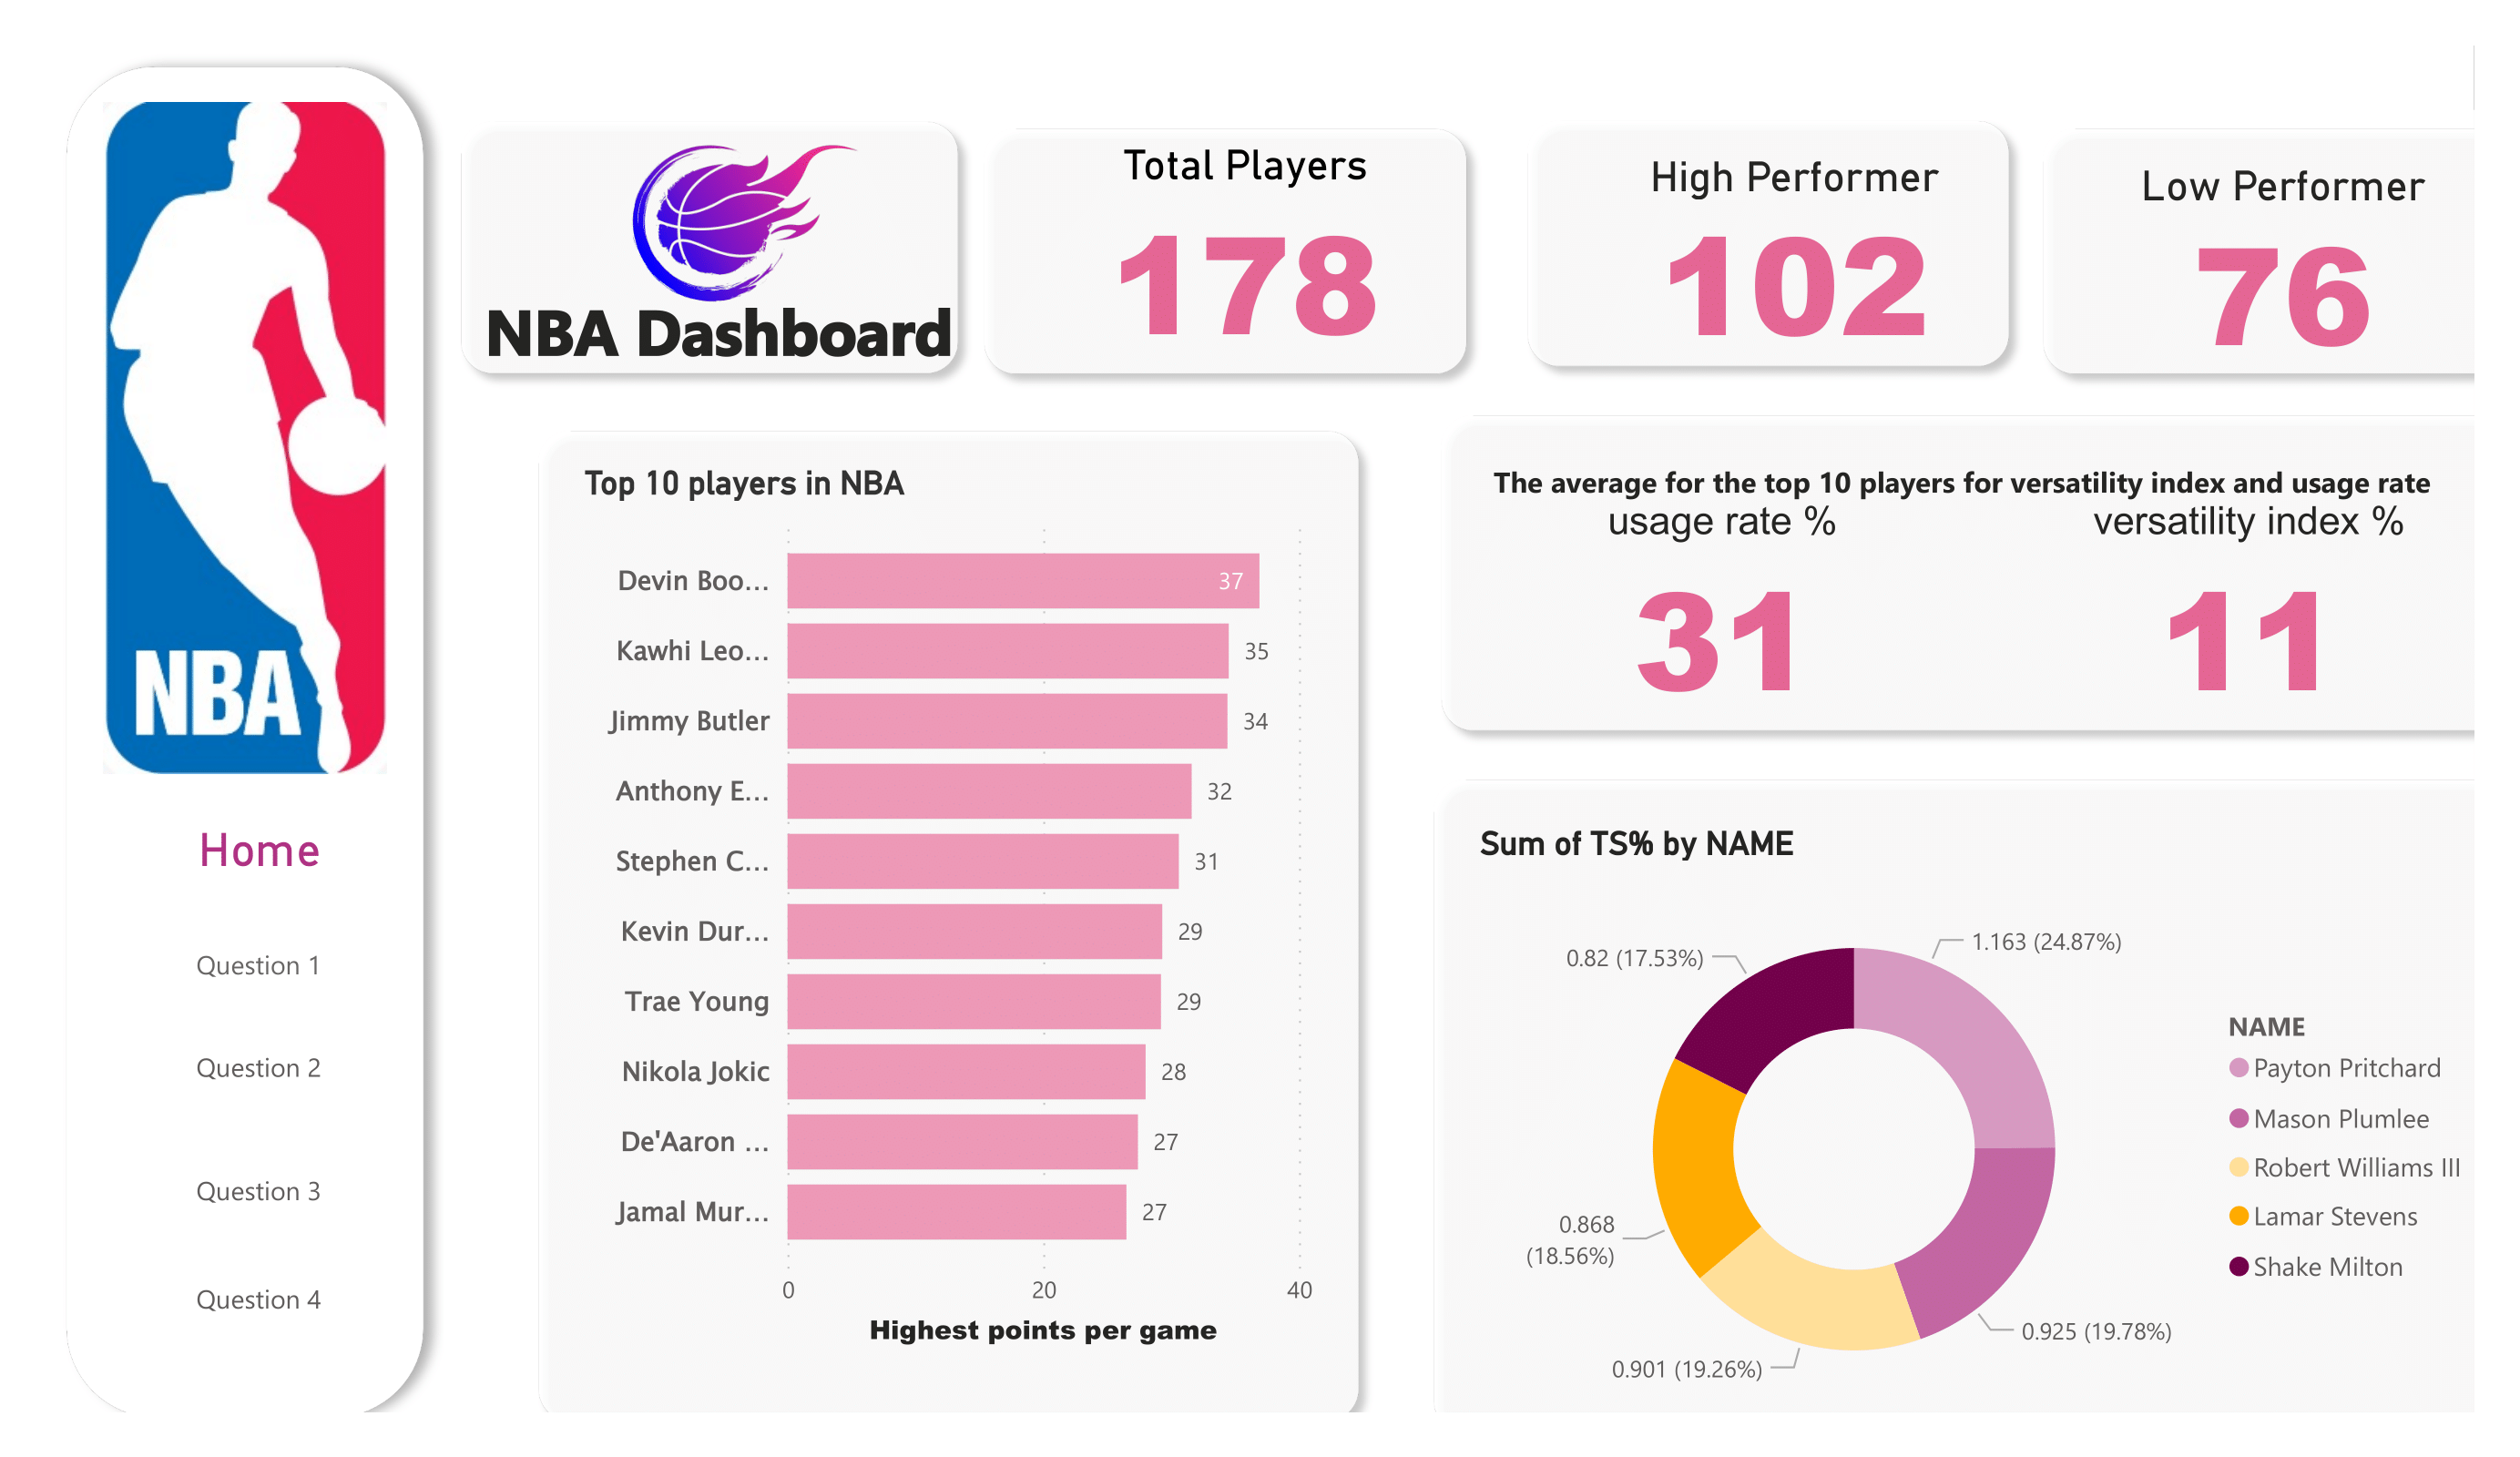 NBA
Home
Question 1
Question 2
Question 3
Question 4
NBA Dashboard
Total Players
178
High Performer
102
Low Performer
76
Top 10 players in NBA
Devin Boo... 37
Kawhi Leo... 35
Jimmy Butler 34
Anthony E... 32
Stephen C... 31
Kevin Dur... 29
Trae Young 29
Nikola Jokic 28
De'Aaron ... 27
Jamal Mur... 27
0 20 40
Highest points per game
The average for the top 10 players for versatility index and usage rate
usage rate % versatility index %
31 11
Sum of TS% by NAME
0.82 (17.53%)
1.163 (24.87%)
0.868
(18.56%)
0.925 (19.78%)
0.901 (19.26%)
NAME
Payton Pritchard
Mason Plumlee
Robert Williams III
Lamar Stevens
Shake Milton